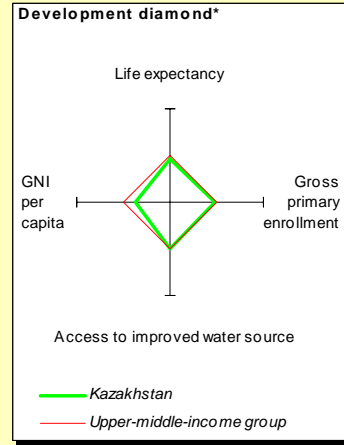 Development diamond*
Life expectancy
GNI
per
capita
Gross
primary
enrollment
Access to improved water source
Kazakhstan
Upper-middle-income group